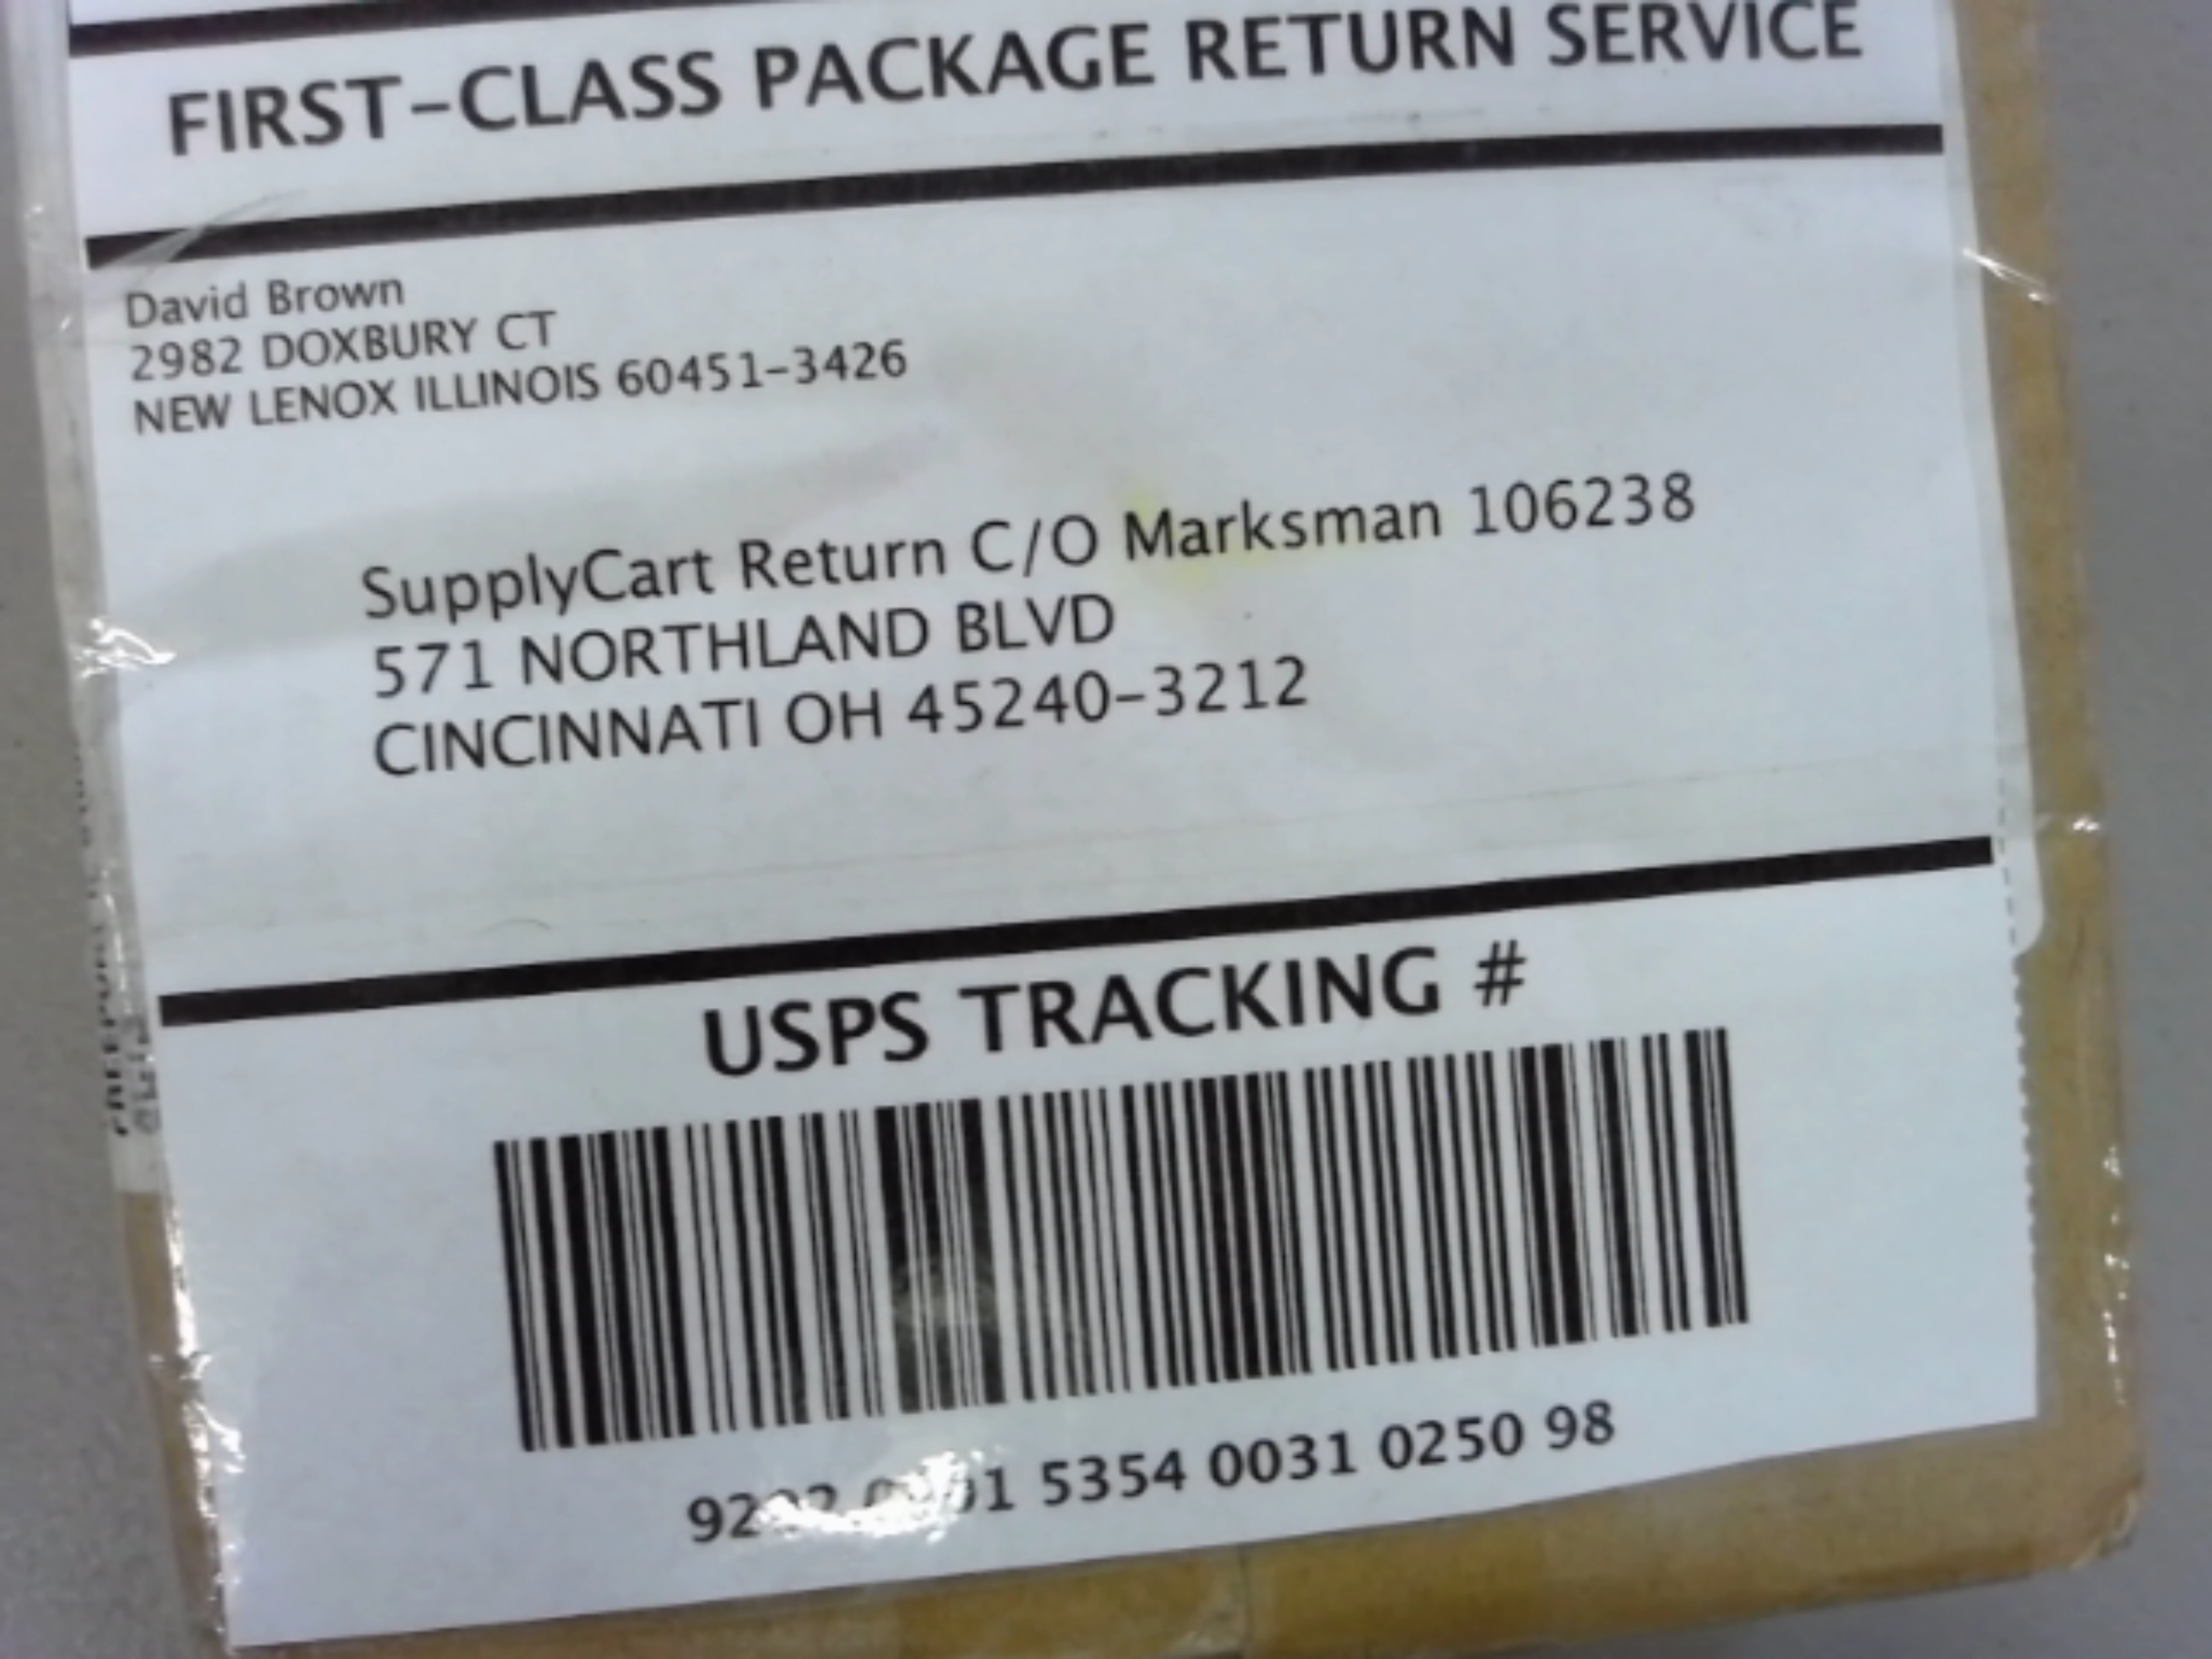 FIRST-CLASS PACKAGE RETURN SERVICE
David Brown
2982 DOXBURY CT
NEW LENOX ILLINOIS 60451-3426
SupplyCart Return C/O Marksman 106238
571 NORTHLAND BLVD
CINCINNATI OH 45240-3212
USPS TRACKING #
5354 0031 0250 98